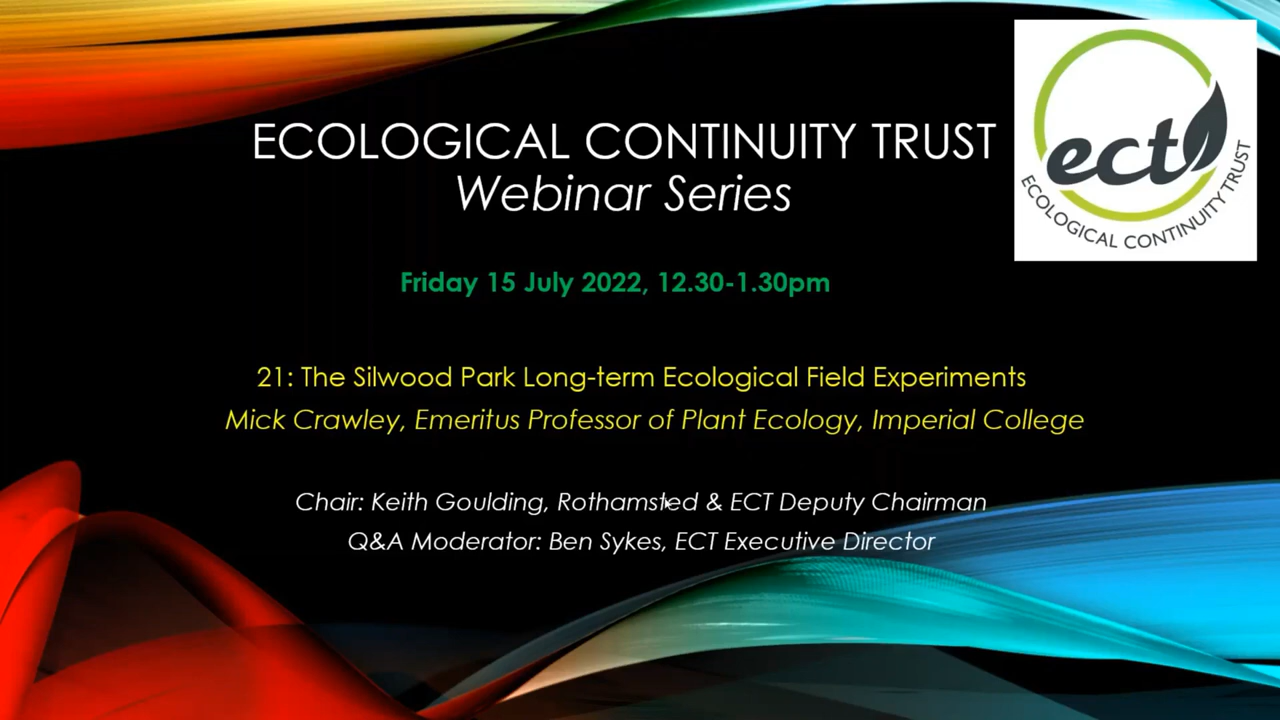 ECOLOGICAL CONTINUITY TRUST
Webinar Series
ect
ECOLOGICAL CONTINUITY TRUST
Friday 15 July 2022, 12.30-1.30pm
21: The Silwood Park Long-term Ecological Field Experiments
Mick Crawley, Emeritus Professor of Plant Ecology, Imperial College
Chair: Keith Goulding, Rothamsted & ECT Deputy Chairman
Q&A Moderator: Ben Sykes, ECT Executive Director